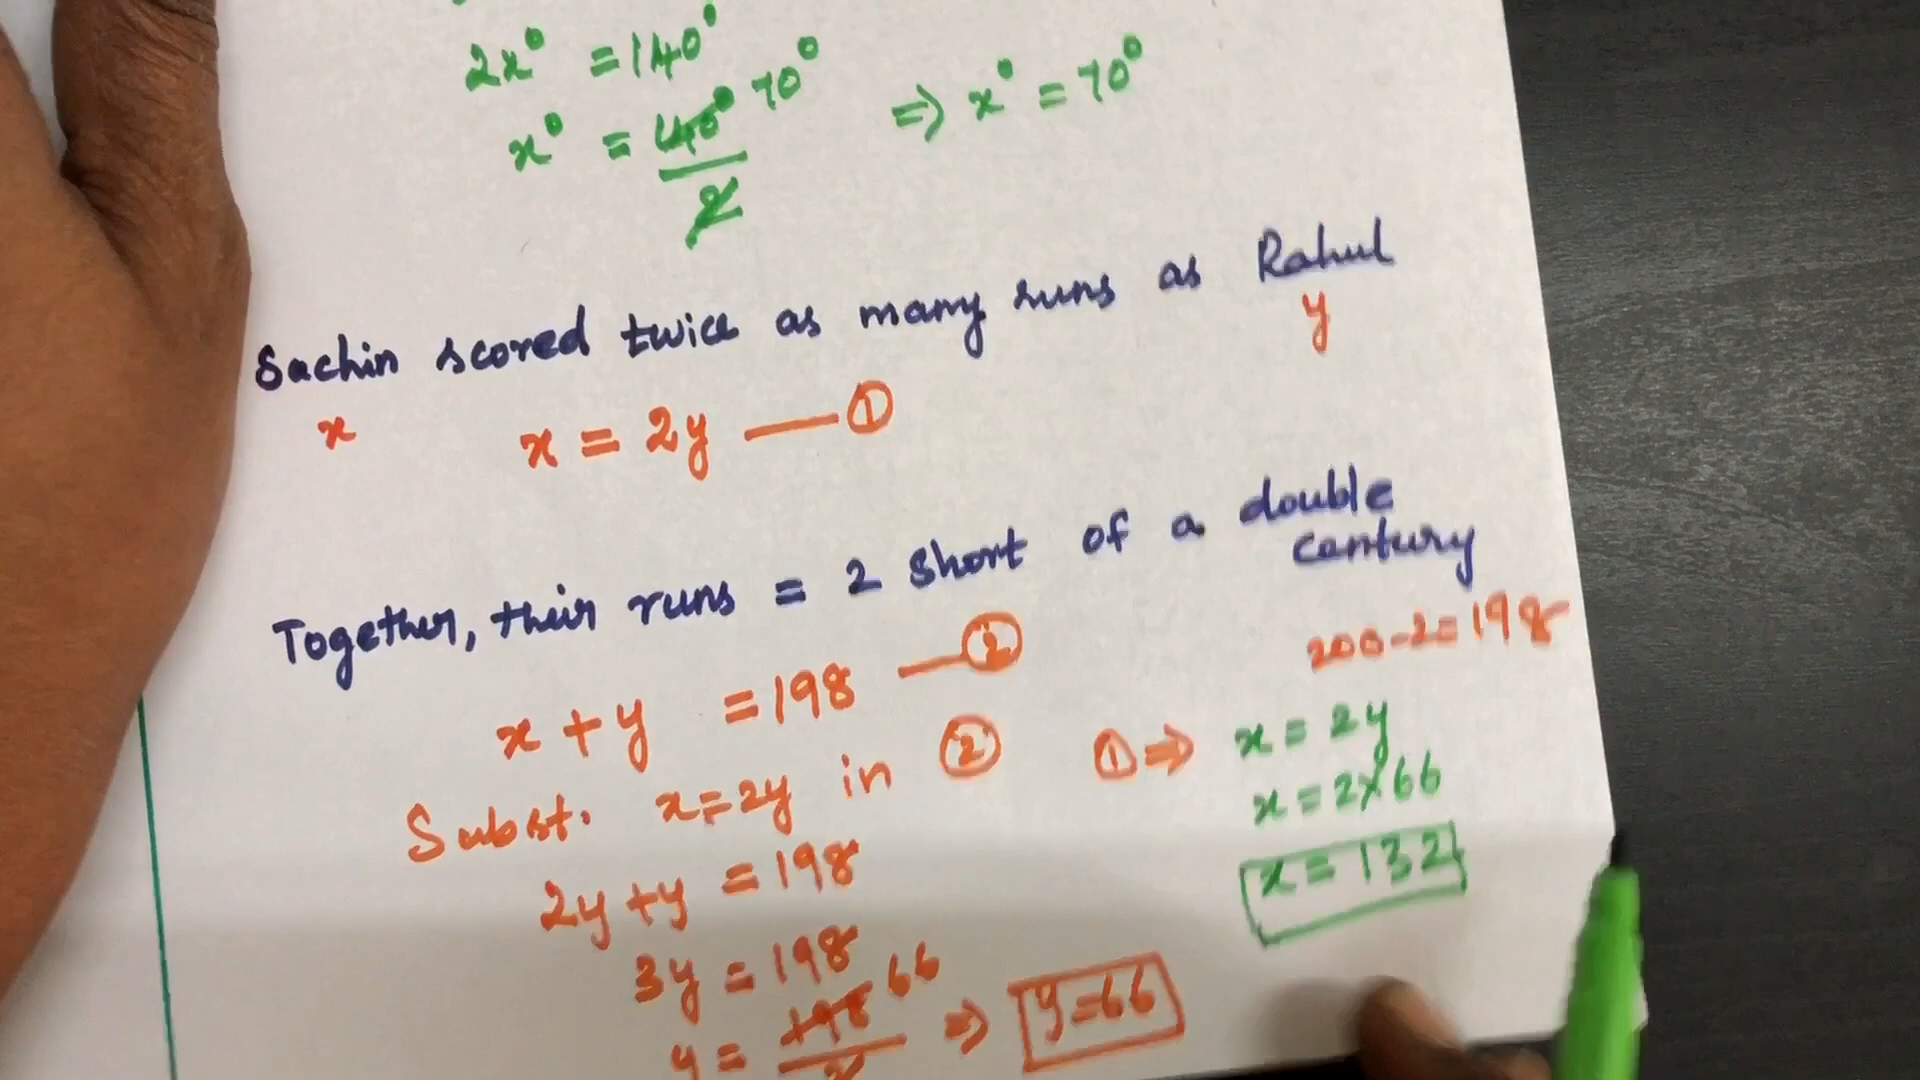 2x° = 140°
x° = 140° 70° ⇒ x° = 70°
2
Sachin scored twice as many runs as Rahul
x y
x = 2y — ①
Together, their runs = 2 short of a double
century
200-2=198
x + y = 198 — ②
Subst. x=2y in ② ① ⇒ x = 2y
x = 2×66
2y + y = 198 x = 132
3y = 198
y = 198 66 ⇒ y=66